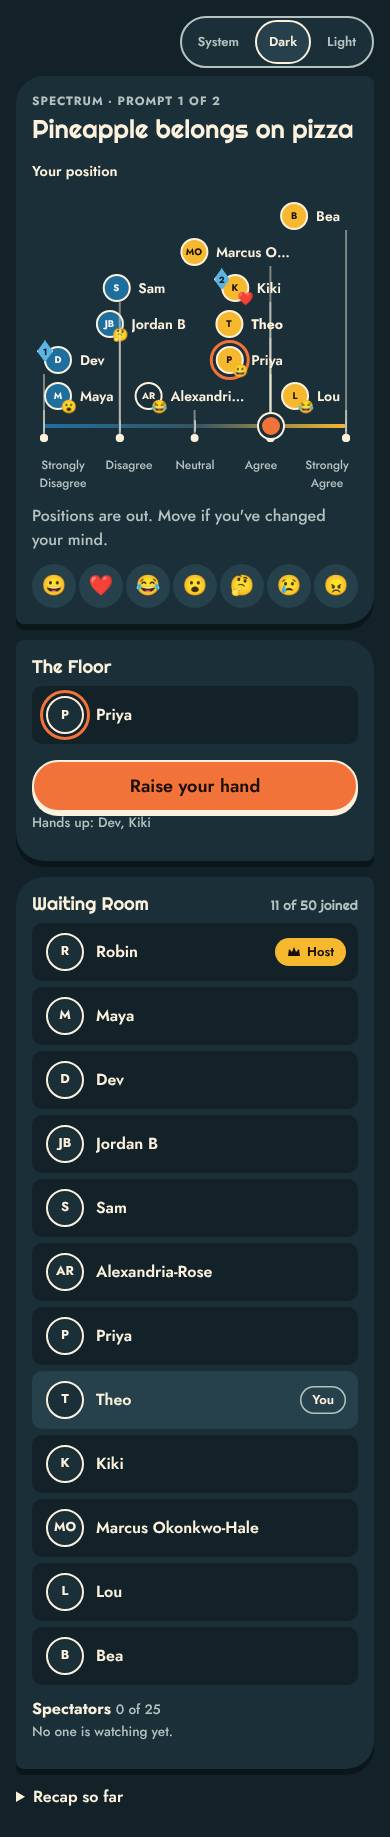 System Dark Light
SPECTRUM · PROMPT 1 OF 2
Pineapple belongs on pizza
Your position
B Bea
MO Marcus O...
S Sam 2 K Kiki
JB Jordan B T Theo
1 D Dev P Priya
M Maya AR Alexandri... L Lou
Strongly Disagree Disagree Neutral Agree Strongly Agree
Positions are out. Move if you've changed
your mind.
The Floor
P Priya
Raise your hand
Hands up: Dev, Kiki
Waiting Room 11 of 50 joined
R Robin Host
M Maya
D Dev
JB Jordan B
S Sam
AR Alexandria-Rose
P Priya
T Theo You
K Kiki
MO Marcus Okonkwo-Hale
L Lou
B Bea
Spectators 0 of 25
No one is watching yet.
Recap so far